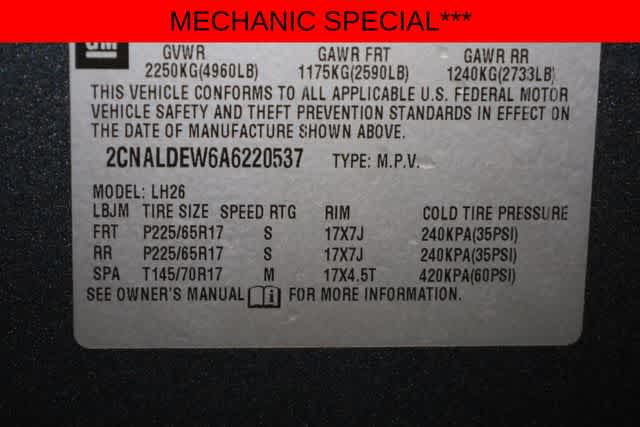 MECHANIC SPECIAL***
GM
GVWR GAWR FRT GAWR RR
2250KG(4960LB) 1175KG(2590LB) 1240KG(2733LB)
THIS VEHICLE CONFORMS TO ALL APPLICABLE U.S. FEDERAL MOTOR
VEHICLE SAFETY AND THEFT PREVENTION STANDARDS IN EFFECT ON
THE DATE OF MANUFACTURE SHOWN ABOVE.
2CNALDEW6A6220537 TYPE: M.P.V.
MODEL: LH26
LBJM TIRE SIZE SPEED RTG RIM COLD TIRE PRESSURE
FRT P225/65R17 S 17X7J 240KPA(35PSI)
RR P225/65R17 S 17X7J 240KPA(35PSI)
SPA T145/70R17 M 17X4.5T 420KPA(60PSI)
SEE OWNER'S MANUAL i FOR MORE INFORMATION.